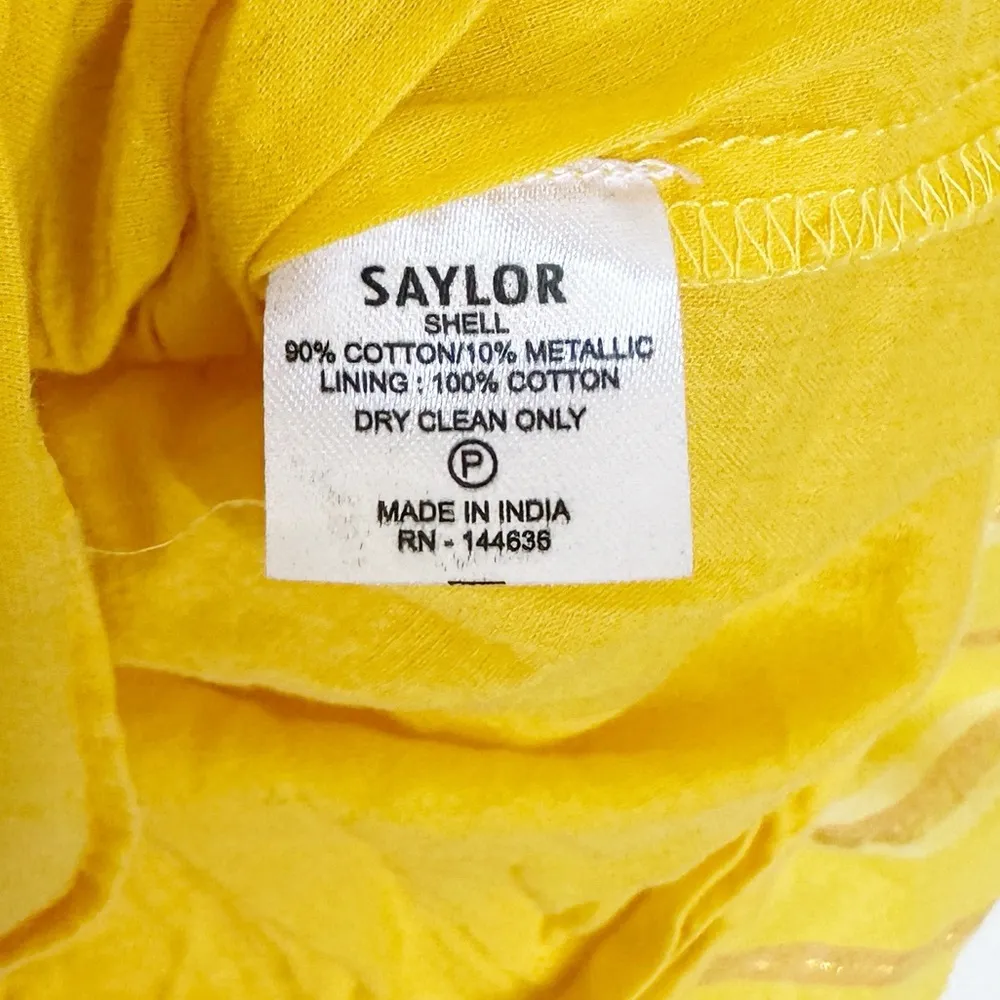 SAYLOR
SHELL
90% COTTON/10% METALLIC
LINING : 100% COTTON
DRY CLEAN ONLY
P
MADE IN INDIA
RN - 144636